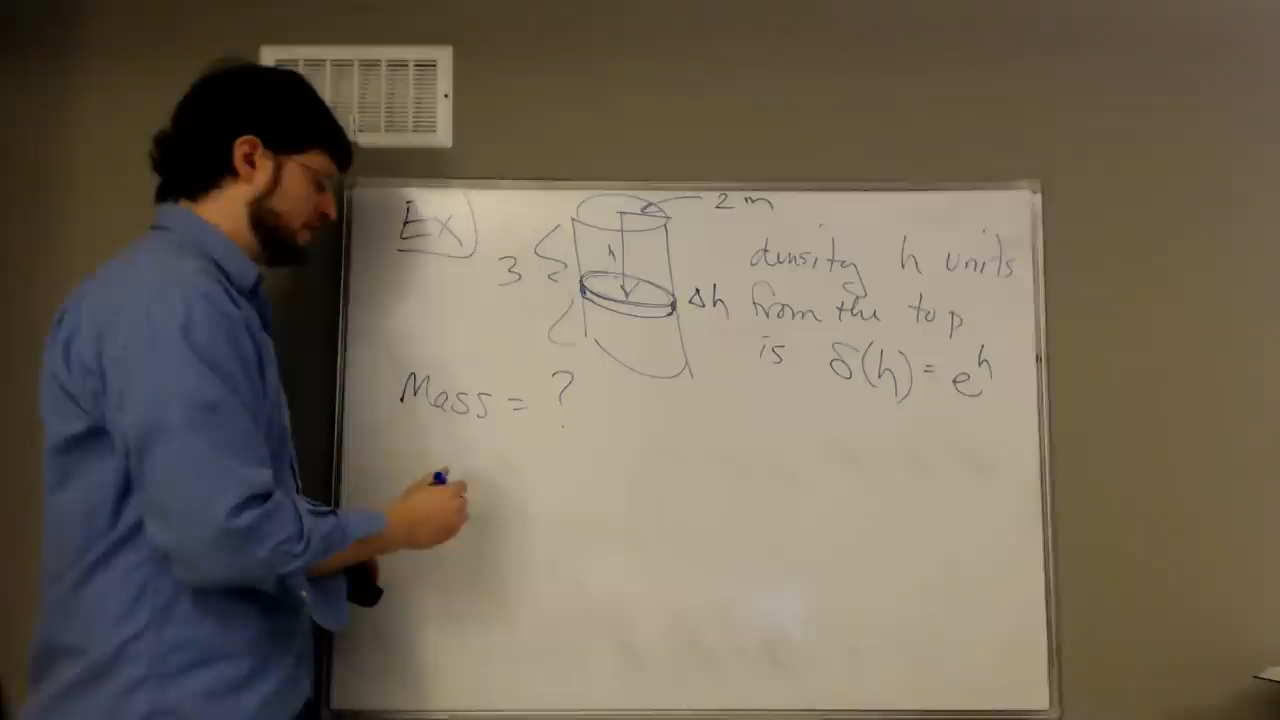 Ex
2 m
3
h
Δh
density h units
from the top
is δ(h) = e^h
Mass = ?